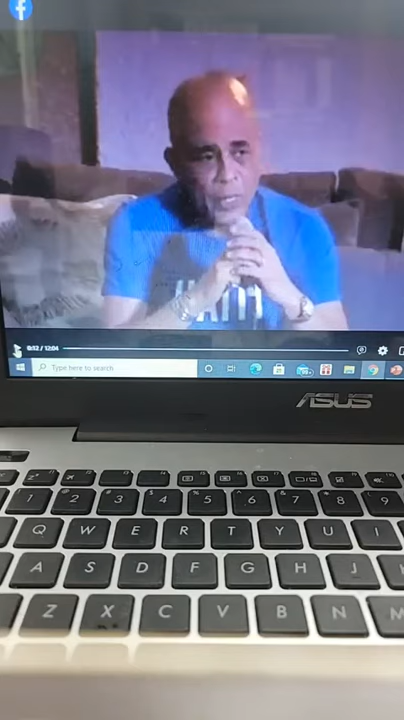 HAITI
0:12 / 12:04
Type here to search
ASUS
1 2 3 4 5 6 7 8 9
Q W E R T Y U I
A S D F G H J
Z X C V B N M